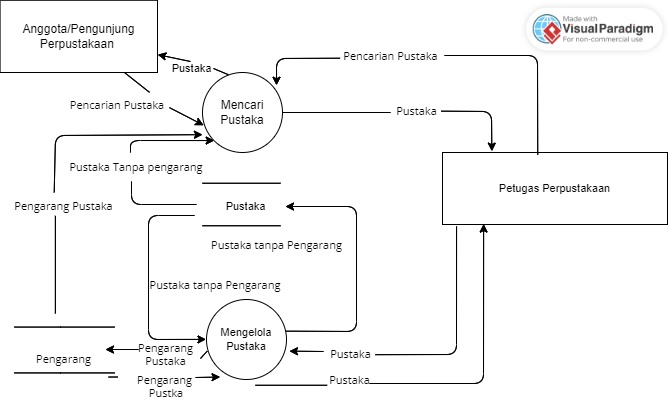 Anggota/Pengunjung
Perpustakaan
Made with
VisualParadigm
For non-commercial use
Pustaka
Pencarian Pustaka
Pencarian Pustaka
Mencari
Pustaka
Pustaka
Pustaka Tanpa pengarang
Petugas Perpustakaan
Pengarang Pustaka
Pustaka
Pustaka tanpa Pengarang
Pustaka tanpa Pengarang
Mengelola
Pustaka
Pengarang
Pengarang
Pustaka
Pustaka
Pengarang
Pustka
Pustaka